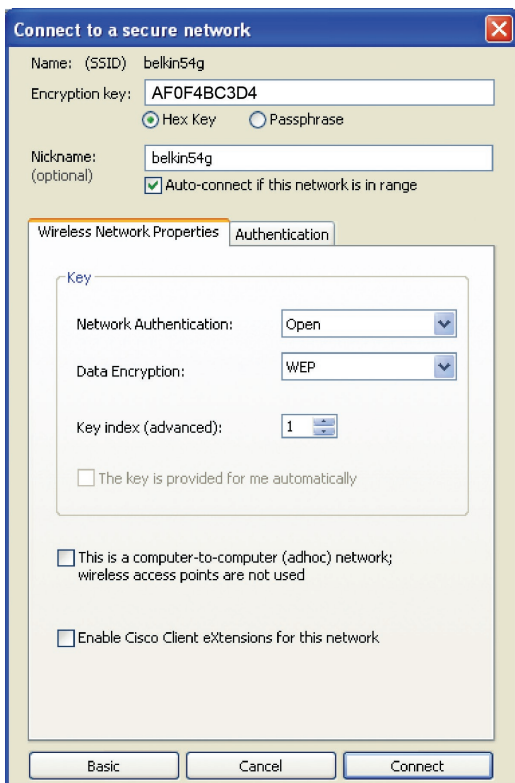 Connect to a secure network
Name: (SSID) belkin54g
Encryption key: AF0F4BC3D4
Hex Key Passphrase
Nickname: belkin54g
(optional)
Auto-connect if this network is in range
Wireless Network Properties Authentication
Key
Network Authentication: Open
Data Encryption: WEP
Key index (advanced): 1
The key is provided for me automatically
This is a computer-to-computer (adhoc) network;
wireless access points are not used
Enable Cisco Client eXtensions for this network
Basic Cancel Connect